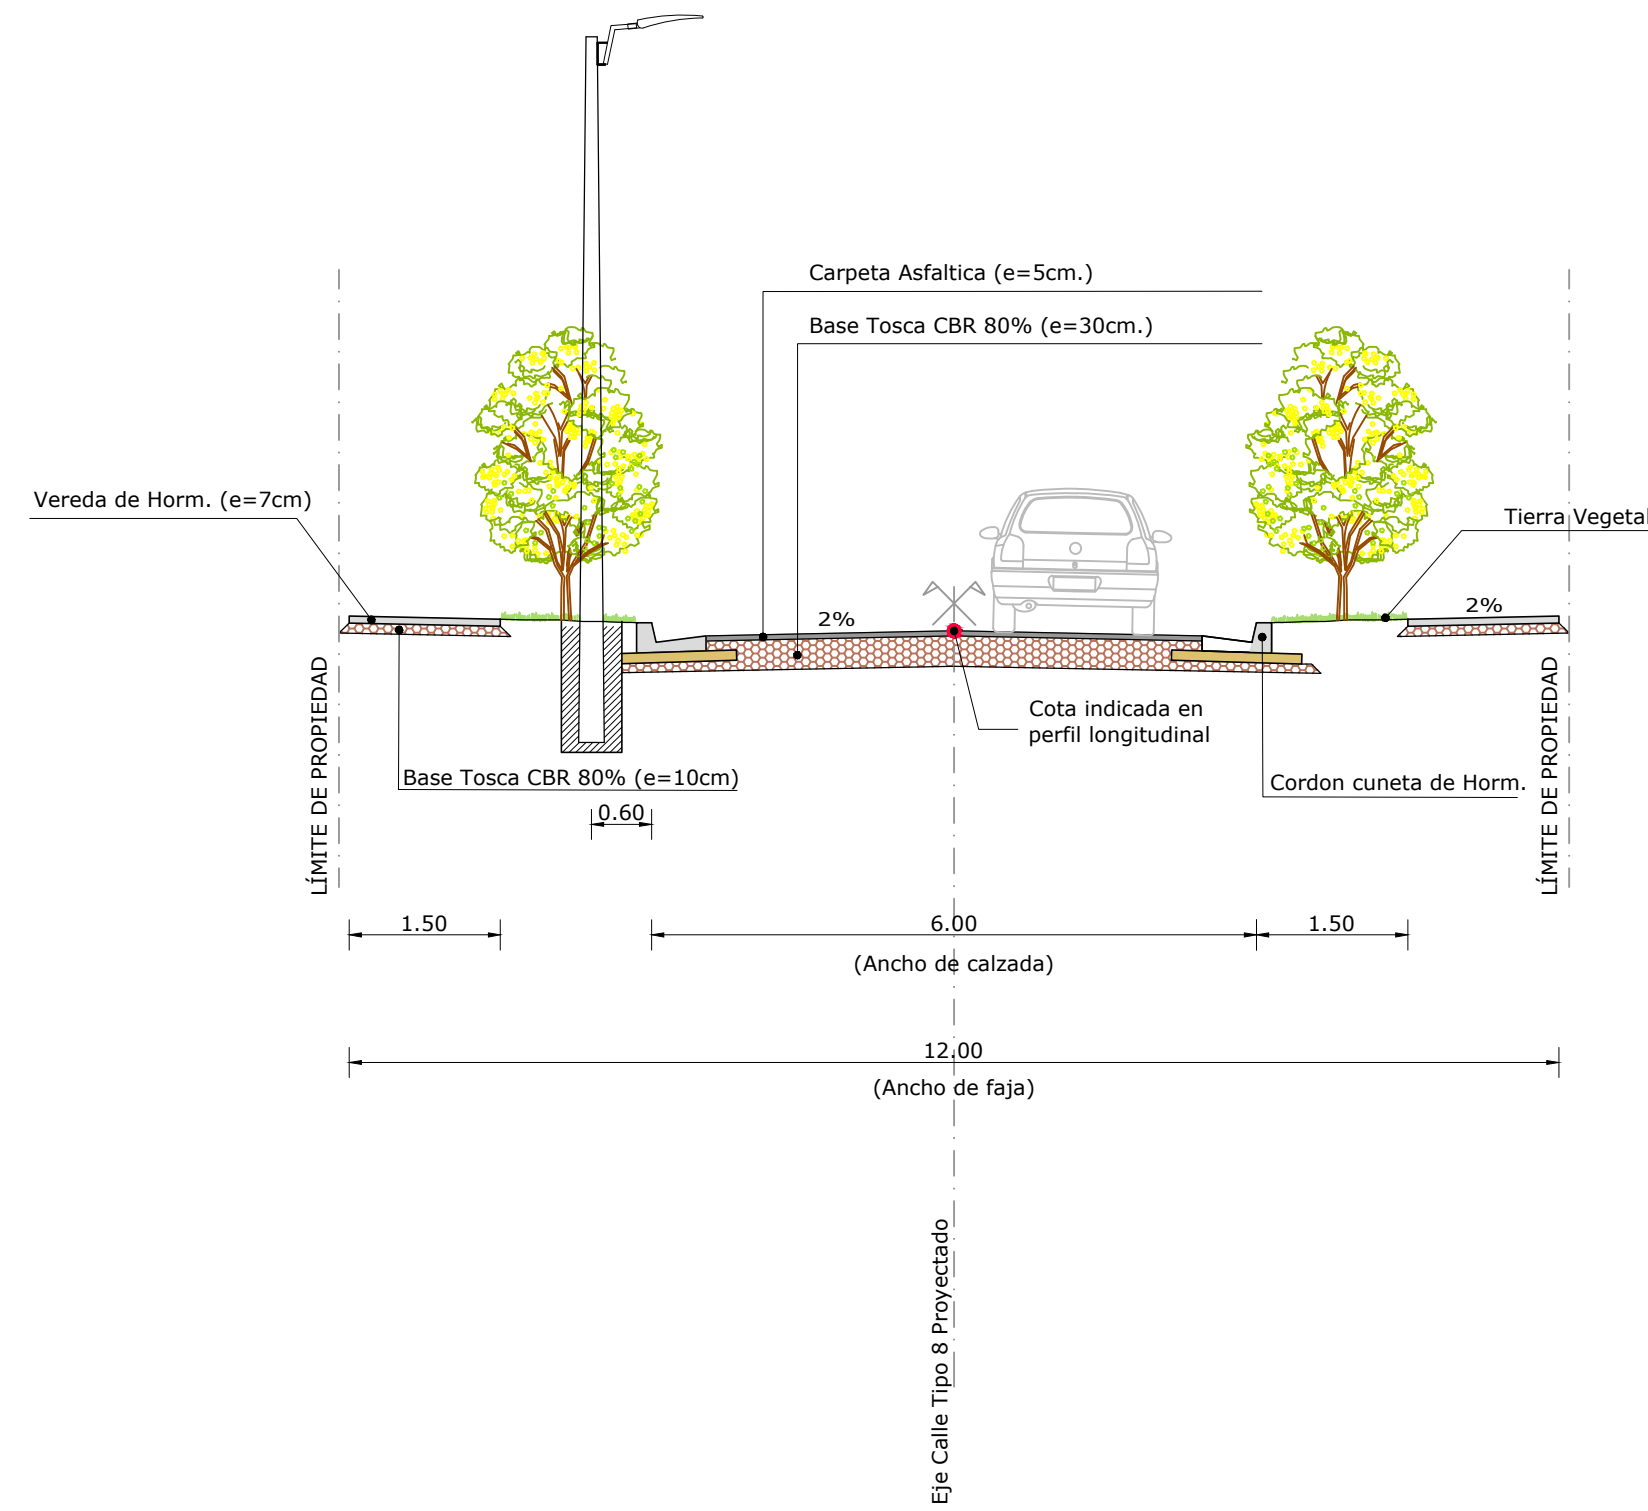 Carpeta Asfaltica (e=5cm.)
Base Tosca CBR 80% (e=30cm.)
Vereda de Horm. (e=7cm)
Tierra Vegetal
2%
2%
Cota indicada en
perfil longitudinal
Base Tosca CBR 80% (e=10cm)
Cordon cuneta de Horm.
LÍMITE DE PROPIEDAD
LÍMITE DE PROPIEDAD
0.60
1.50
6.00
1.50
(Ancho de calzada)
12.00
(Ancho de faja)
Eje Calle Tipo 8 Proyectado